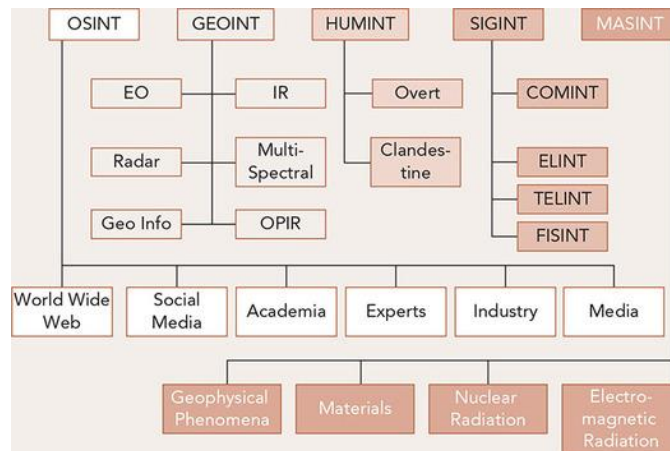 OSINT GEOINT HUMINT SIGINT MASINT
EO IR Overt COMINT
Radar Multi-
Spectral Clandes-
tine ELINT
TELINT
Geo Info OPIR FISINT
World Wide
Web Social
Media Academia Experts Industry Media
Geophysical
Phenomena Materials Nuclear
Radiation Electro-
magnetic
Radiation